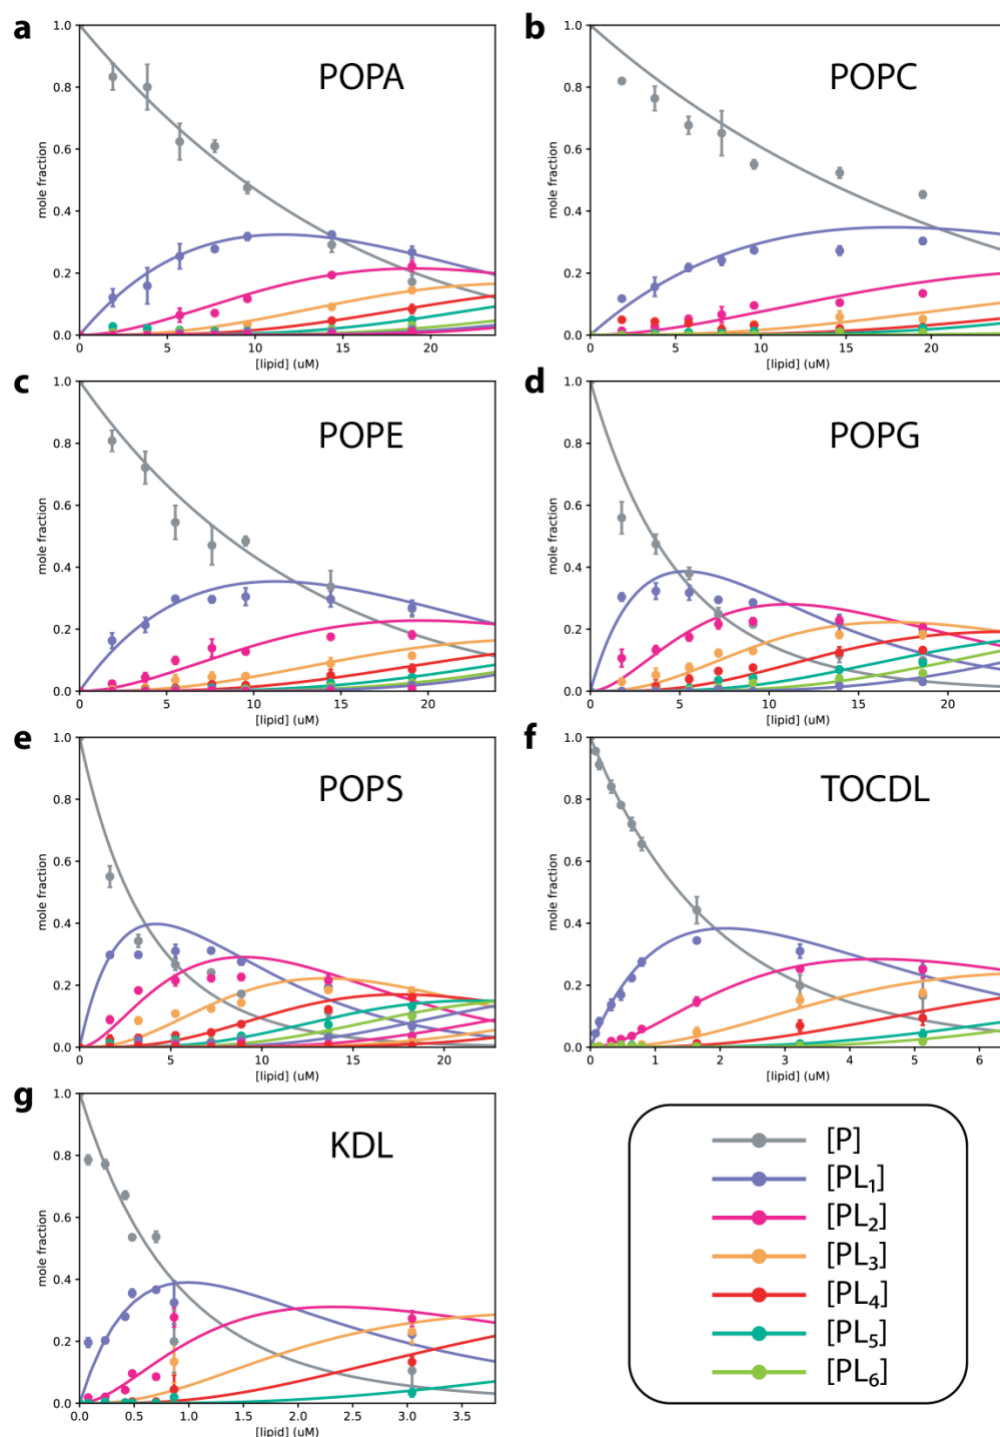 a
POPA
1.0
0.8
0.6
0.4
0.2
0.0
mole fraction
0
5
10
15
20
[lipid] (uM)
b
POPC
1.0
0.8
0.6
0.4
0.2
0.0
mole fraction
0
5
10
15
20
[lipid] (uM)
c
POPE
1.0
0.8
0.6
0.4
0.2
0.0
mole fraction
0
5
10
15
20
[lipid] (uM)
d
POPG
1.0
0.8
0.6
0.4
0.2
0.0
mole fraction
0
5
10
15
20
[lipid] (uM)
e
POPS
1.0
0.8
0.6
0.4
0.2
0.0
mole fraction
0
5
10
15
20
[lipid] (uM)
f
TOCDL
1.0
0.8
0.6
0.4
0.2
0.0
mole fraction
0
1
2
3
4
5
6
[lipid] (uM)
g
KDL
1.0
0.8
0.6
0.4
0.2
0.0
mole fraction
0.0
0.5
1.0
1.5
2.0
2.5
3.0
3.5
[lipid] (uM)
[P]
[PL₁]
[PL₂]
[PL₃]
[PL₄]
[PL₅]
[PL₆]